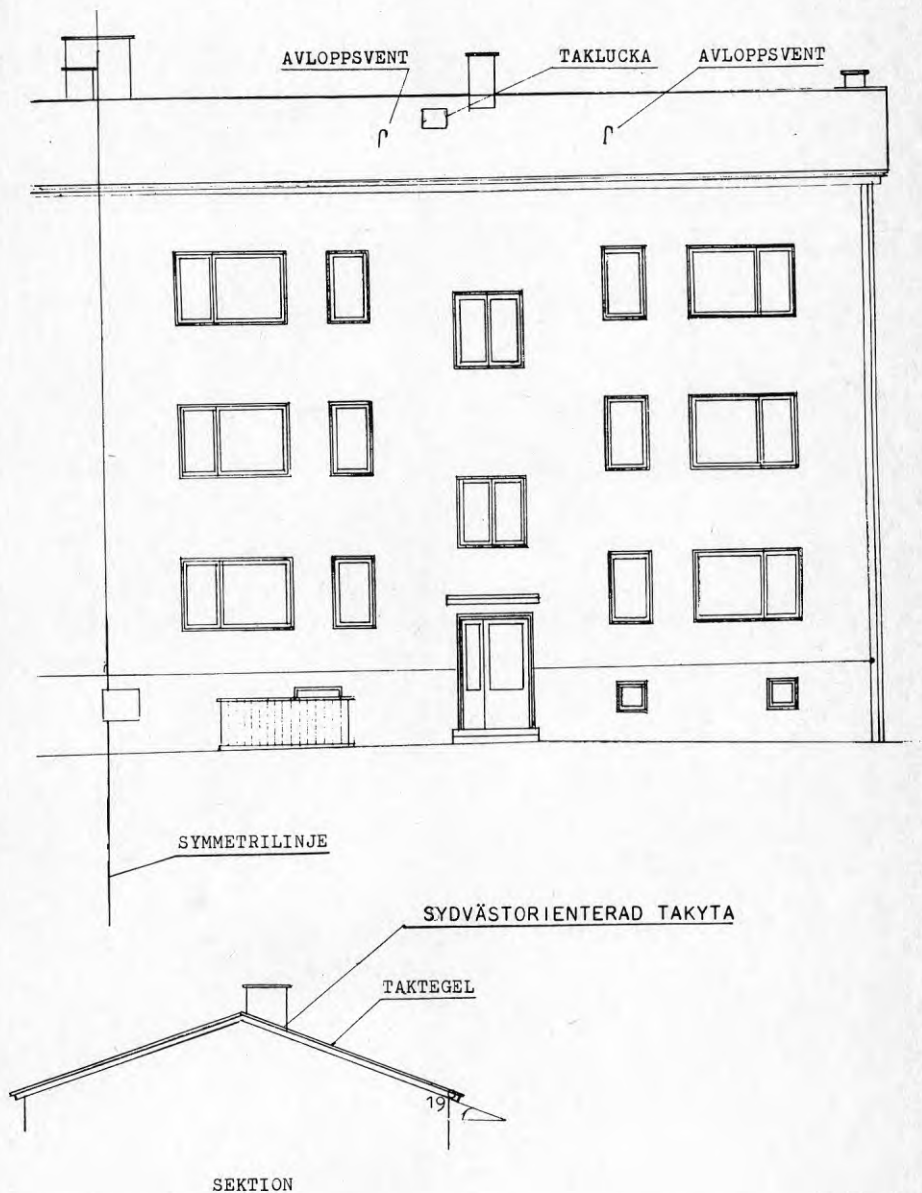 AVLOPPSVENT
TAKLUCKA
AVLOPPSVENT
SYMMETRILINJE
SYDVÄSTORIENTERAD TAKYTA
TAKTEGEL
19
SEKTION